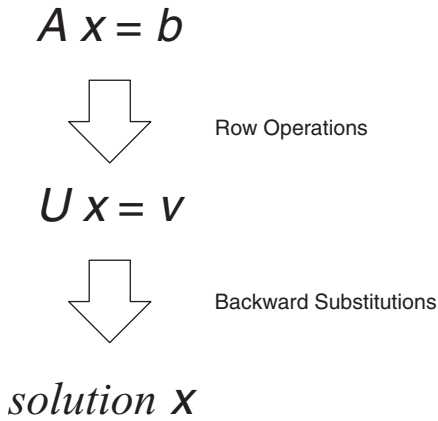 A x = b
Row Operations
U x = v
Backward Substitutions
solution x